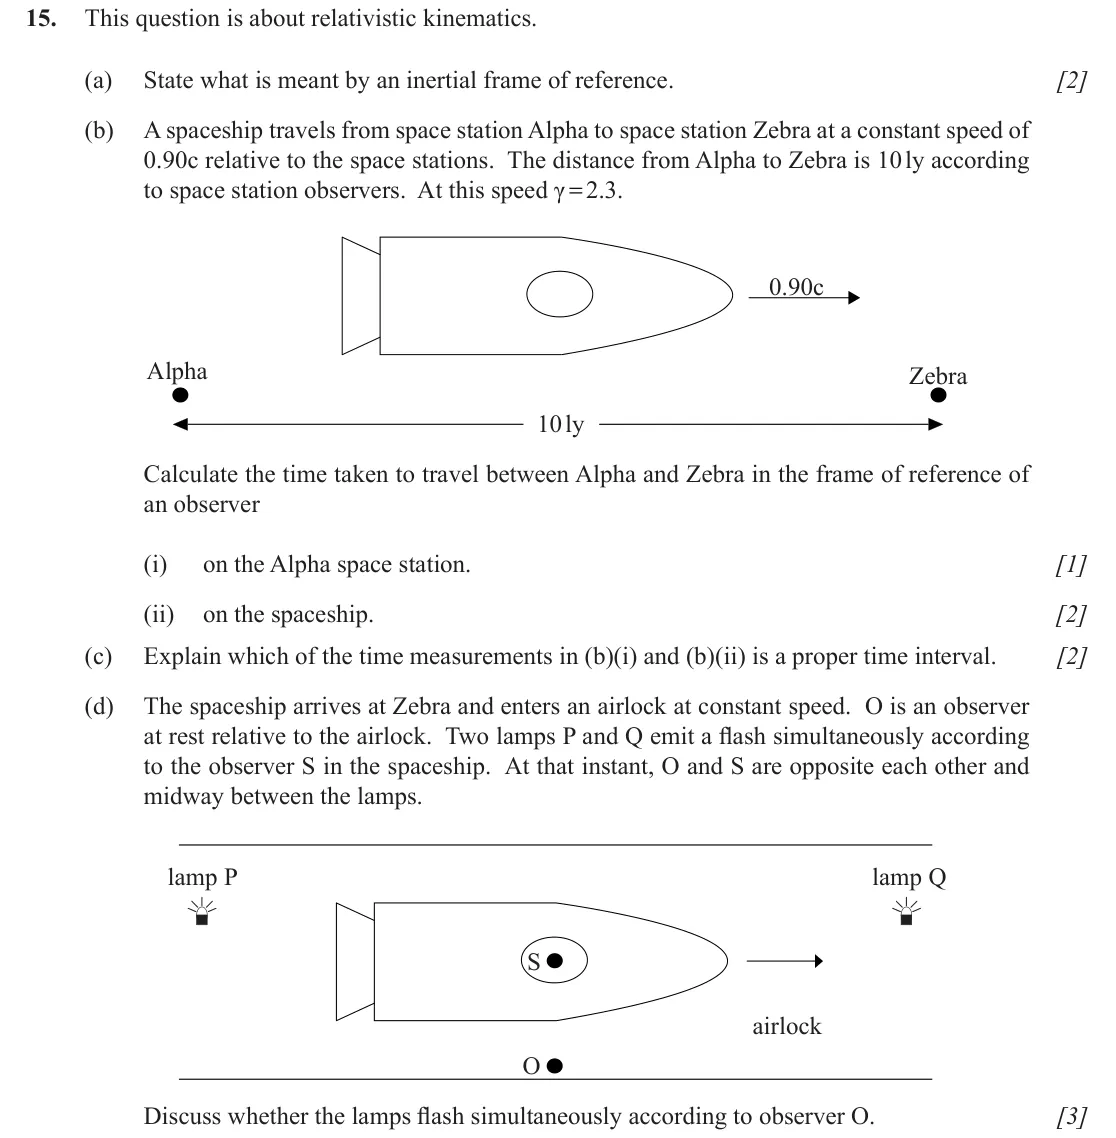 15. This question is about relativistic kinematics.
(a) State what is meant by an inertial frame of reference. [2]
(b) A spaceship travels from space station Alpha to space station Zebra at a constant speed of
0.90c relative to the space stations. The distance from Alpha to Zebra is 10 ly according
to space station observers. At this speed γ = 2.3.
0.90c
Alpha
Zebra
10 ly
Calculate the time taken to travel between Alpha and Zebra in the frame of reference of
an observer
(i) on the Alpha space station. [1]
(ii) on the spaceship. [2]
(c) Explain which of the time measurements in (b)(i) and (b)(ii) is a proper time interval. [2]
(d) The spaceship arrives at Zebra and enters an airlock at constant speed. O is an observer
at rest relative to the airlock. Two lamps P and Q emit a flash simultaneously according
to the observer S in the spaceship. At that instant, O and S are opposite each other and
midway between the lamps.
lamp P
lamp Q
S
airlock
O
Discuss whether the lamps flash simultaneously according to observer O. [3]